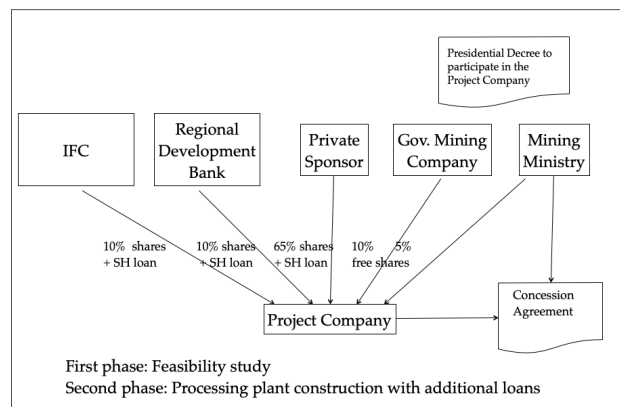 Presidential Decree to
participate in the
Project Company
IFC
Regional
Development
Bank
Private
Sponsor
Gov. Mining
Company
Mining
Ministry
10% shares
+ SH loan
10% shares
+ SH loan
65% shares
+ SH loan
10% 5%
free shares
Project Company
Concession
Agreement
First phase: Feasibility study
Second phase: Processing plant construction with additional loans